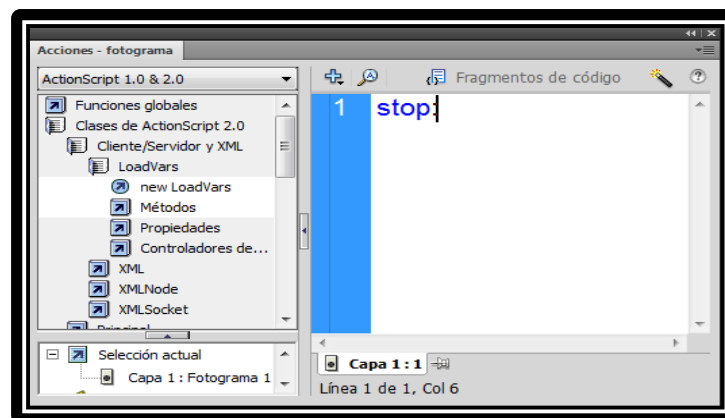 Acciones - fotograma
ActionScript 1.0 & 2.0
Funciones globales
Clases de ActionScript 2.0
Cliente/Servidor y XML
LoadVars
new LoadVars
Métodos
Propiedades
Controladores de...
XML
XMLNode
XMLSocket
Principal
Selección actual
Capa 1 : Fotograma 1
Fragmentos de código
1 stop;
Capa 1 : 1
Línea 1 de 1, Col 6